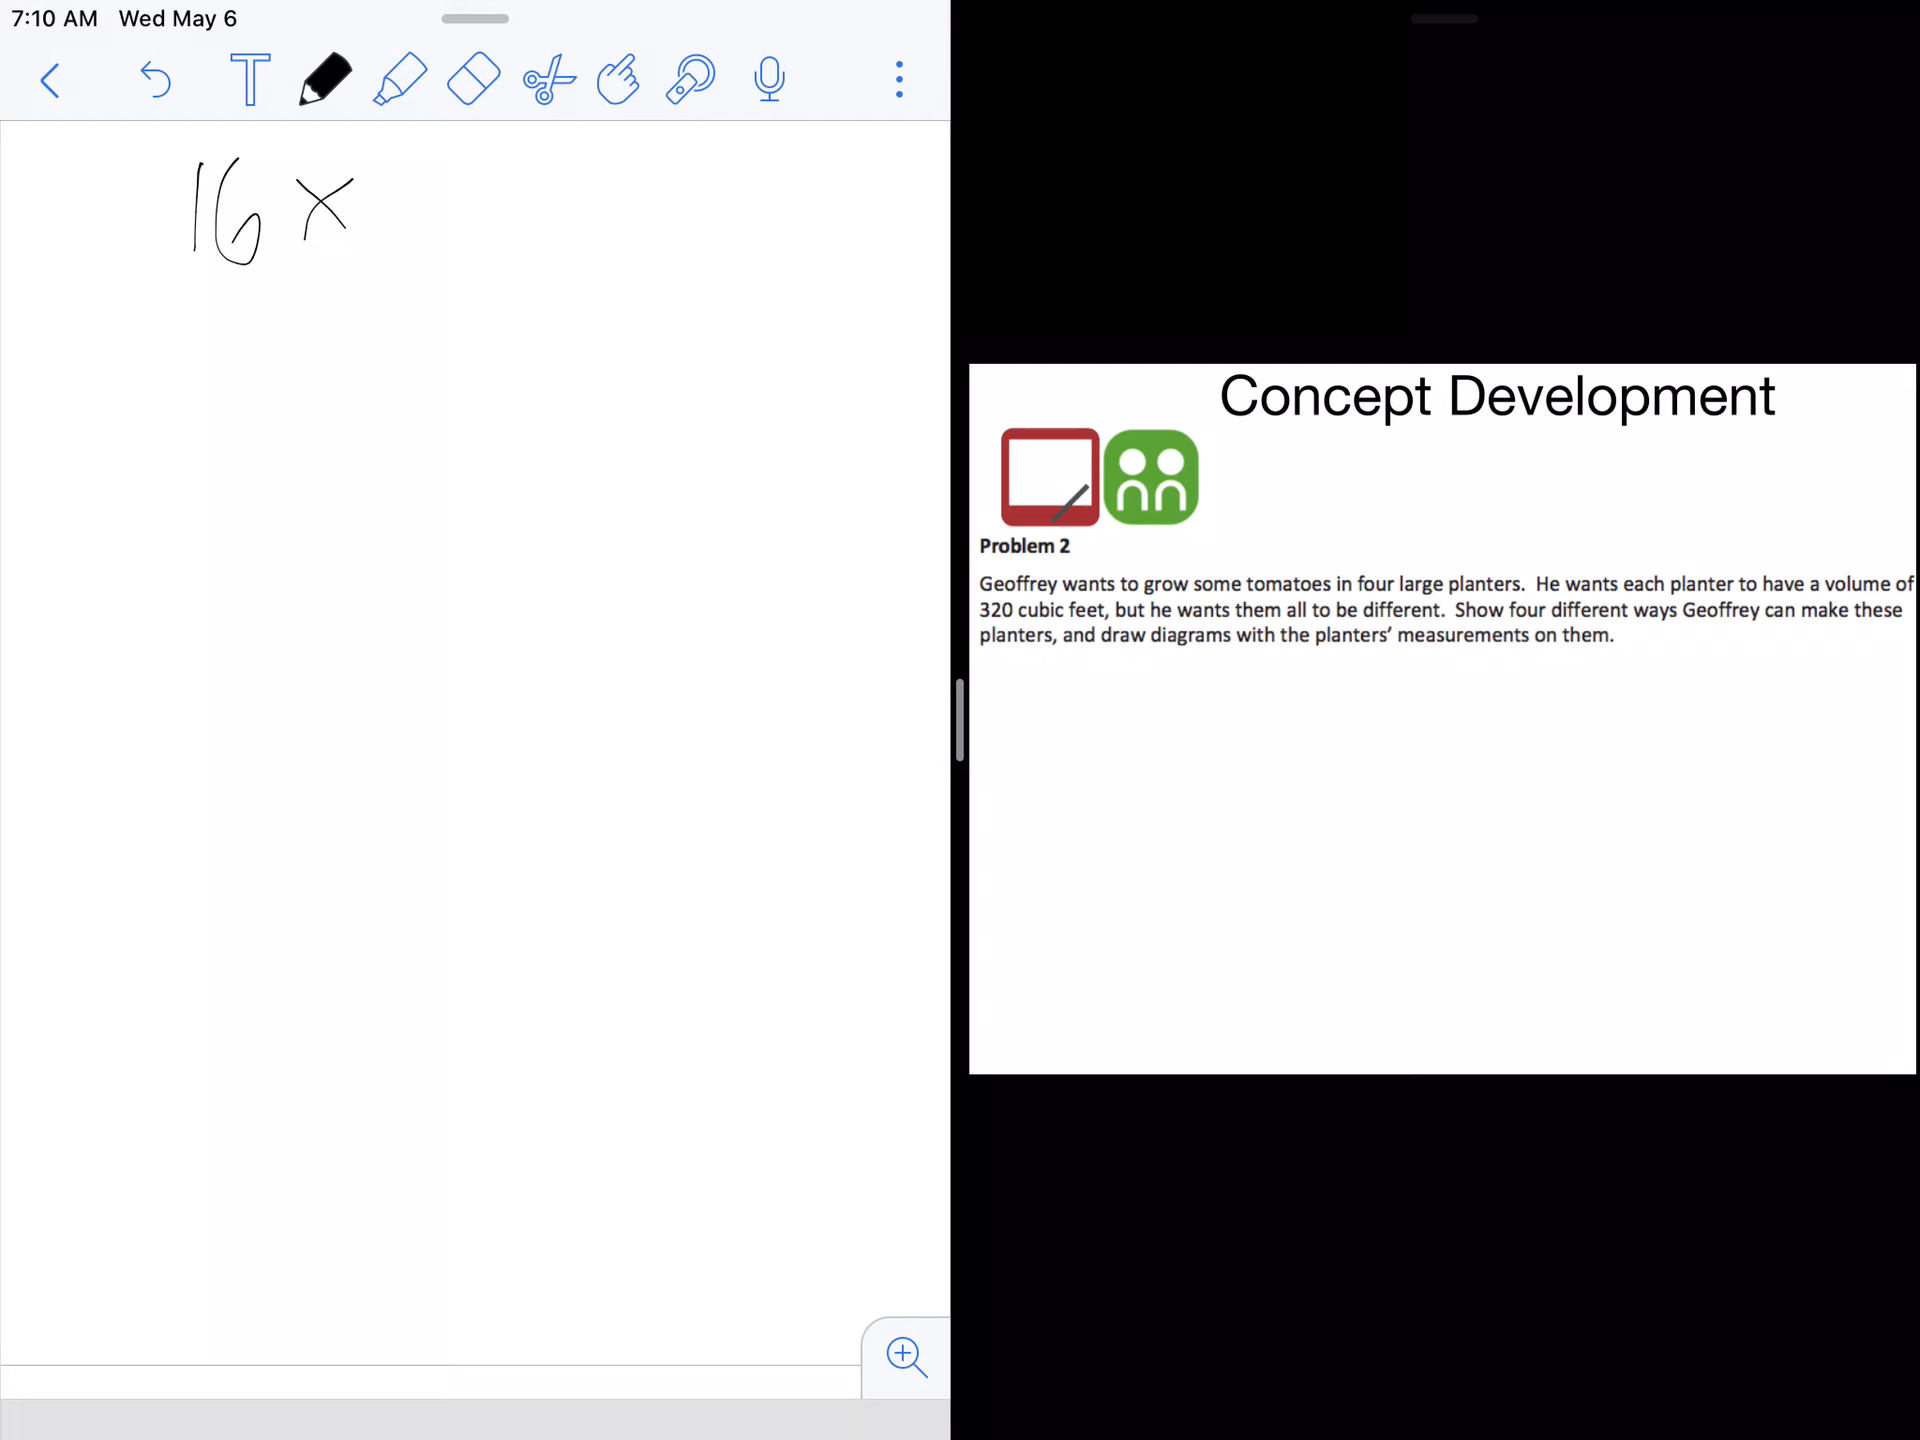 7:10 AM Wed May 6
T
16 ×
Concept Development
Problem 2
Geoffrey wants to grow some tomatoes in four large planters. He wants each planter to have a volume of
320 cubic feet, but he wants them all to be different. Show four different ways Geoffrey can make these
planters, and draw diagrams with the planters’ measurements on them.